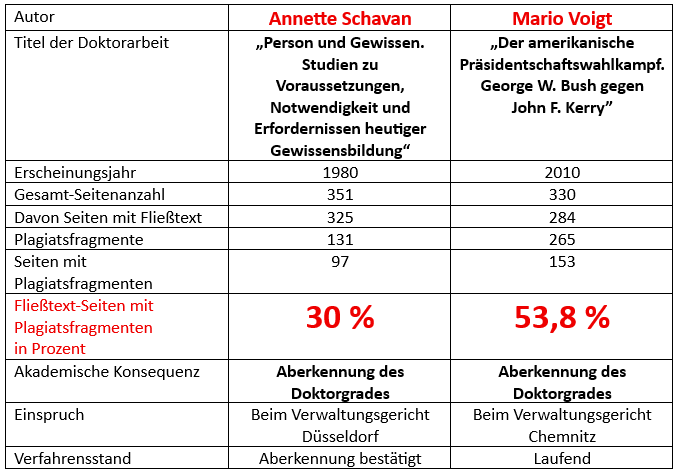 Autor Annette Schavan Mario Voigt
Titel der Doktorarbeit „Person und Gewissen. „Der amerikanische
Studien zu Präsidentschaftswahlkampf.
Voraussetzungen, George W. Bush gegen
Notwendigkeit und John F. Kerry”
Erfordernissen heutiger
Gewissensbildung“
Erscheinungsjahr 1980 2010
Gesamt-Seitenanzahl 351 330
Davon Seiten mit Fließtext 325 284
Plagiatsfragmente 131 265
Seiten mit 97 153
Plagiatsfragmenten
Fließtext-Seiten mit 30 % 53,8 %
Plagiatsfragmenten
in Prozent
Akademische Konsequenz Aberkennung des Aberkennung des
Doktorgrades Doktorgrades
Einspruch Beim Verwaltungsgericht Beim Verwaltungsgericht
Düsseldorf Chemnitz
Verfahrensstand Aberkennung bestätigt Laufend